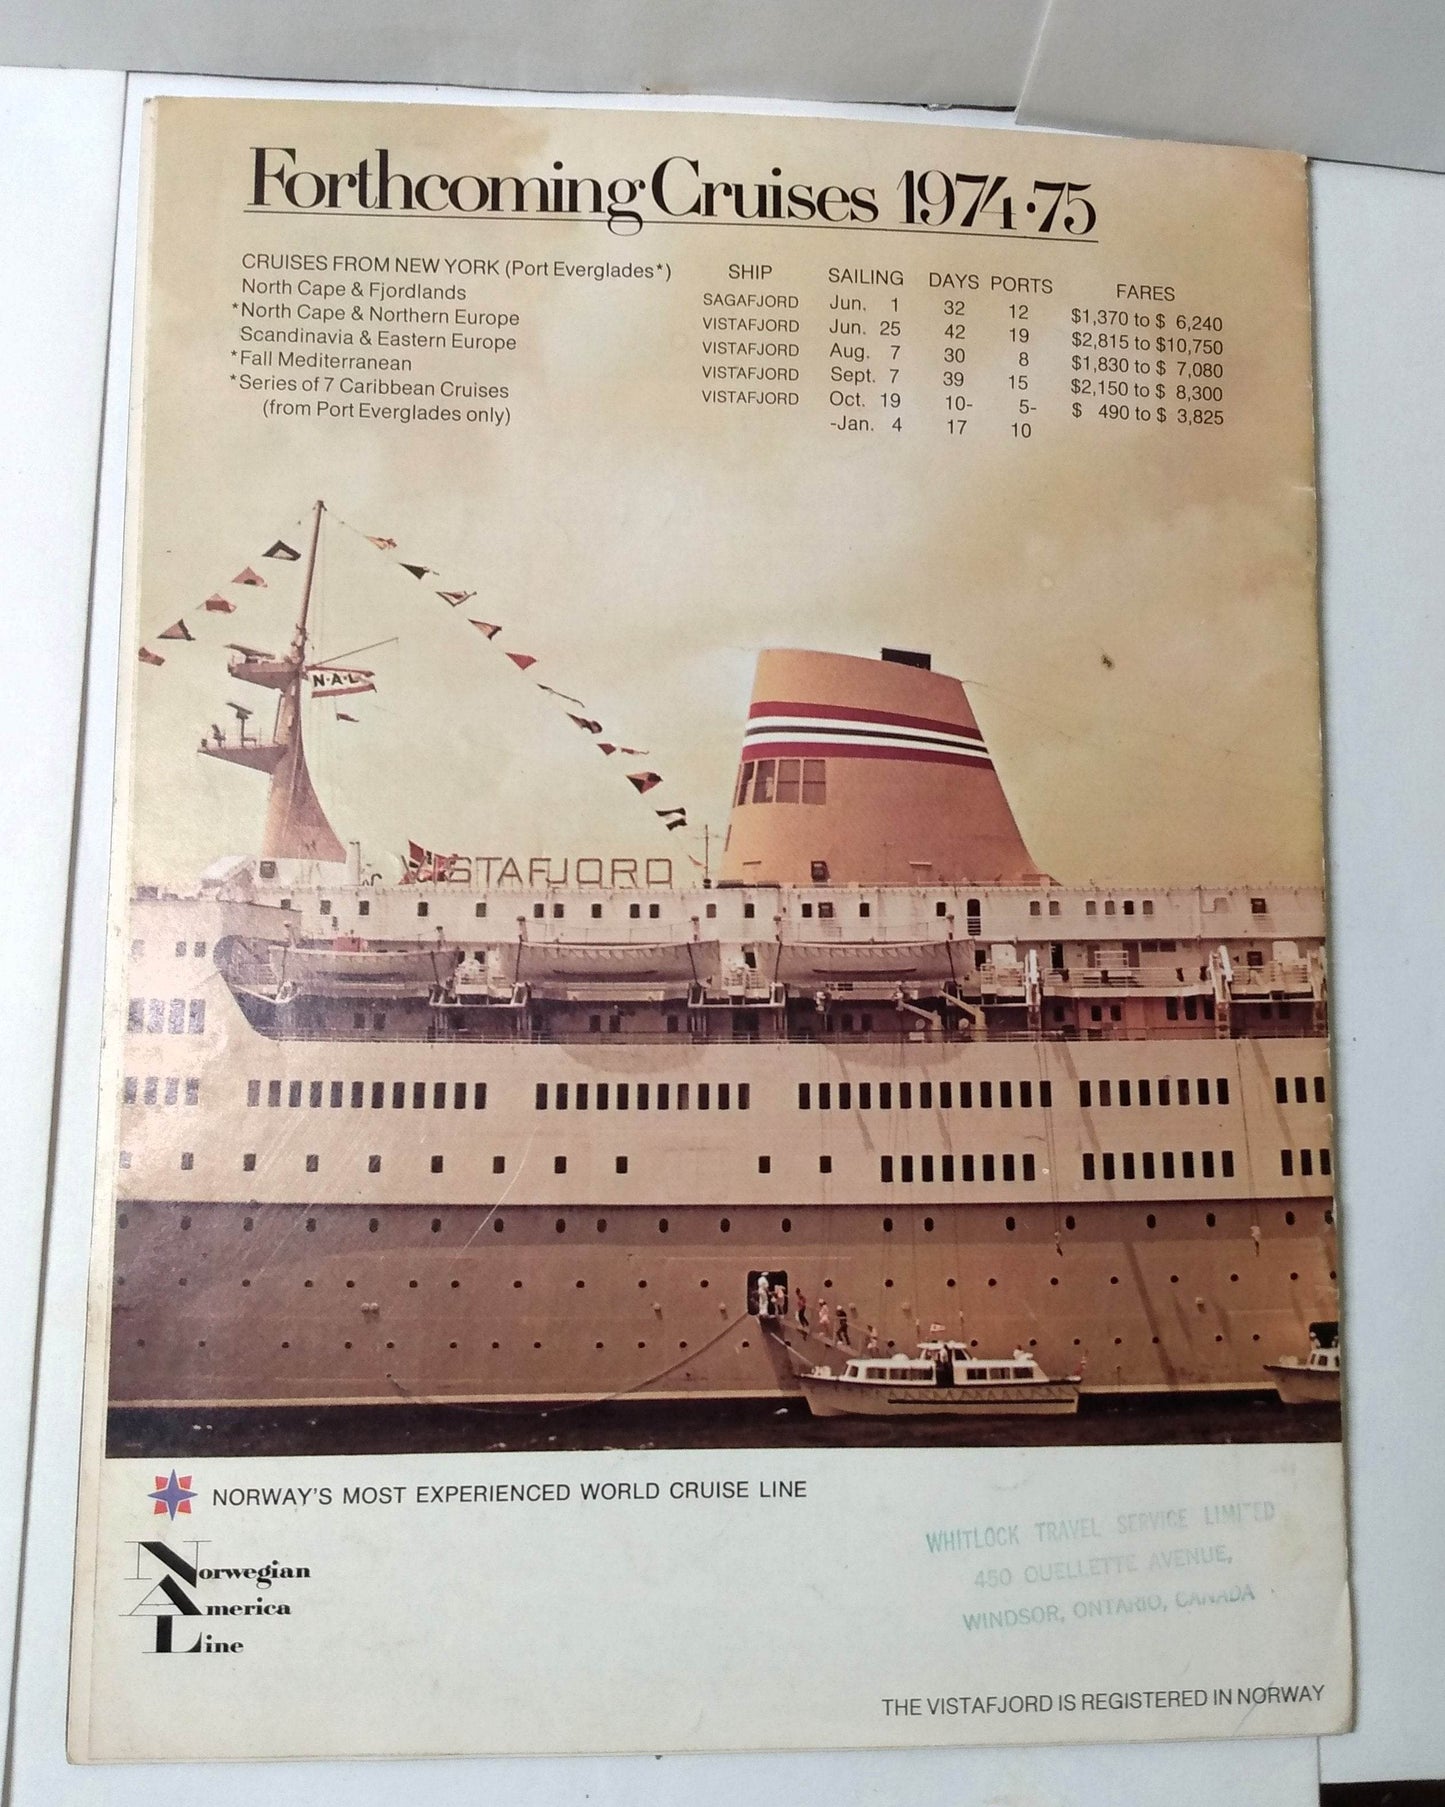 Forthcoming Cruises 1974·75
CRUISES FROM NEW YORK (Port Everglades*) SHIP SAILING DAYS PORTS FARES
North Cape & Fjordlands SAGAFJORD Jun. 1 32 12 $1,370 to $ 6,240
*North Cape & Northern Europe VISTAFJORD Jun. 25 42 19 $2,815 to $10,750
Scandinavia & Eastern Europe VISTAFJORD Aug. 7 30 8 $1,830 to $ 7,080
*Fall Mediterranean VISTAFJORD Sept. 7 39 15 $2,150 to $ 8,300
*Series of 7 Caribbean Cruises VISTAFJORD Oct. 19 10- 5- $ 490 to $ 3,825
(from Port Everglades only) -Jan. 4 17 10
N·A·L
VISTAFJORD
NORWAY'S MOST EXPERIENCED WORLD CRUISE LINE
Norwegian
America
Line
WHITLOCK TRAVEL SERVICE LIMITED
450 OUELLETTE AVENUE,
WINDSOR, ONTARIO, CANADA
THE VISTAFJORD IS REGISTERED IN NORWAY